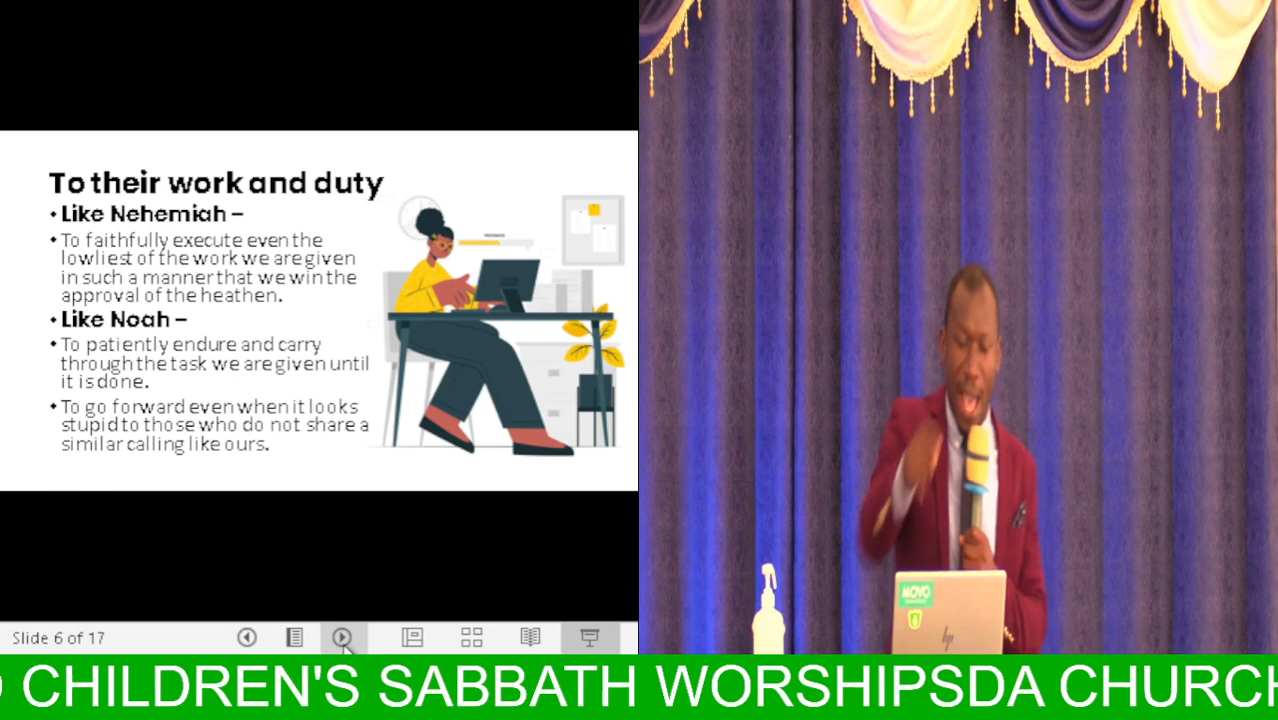 To their work and duty
• Like Nehemiah –
• To faithfully execute even the
lowliest of the work we are given
in such a manner that we win the
approval of the heathen.
• Like Noah –
• To patiently endure and carry
through the task we are given until
it is done.
• To go forward even when it looks
stupid to those who do not share a
similar calling like ours.
Slide 6 of 17
MOVO
hp
CHILDREN'S SABBATH WORSHIPSDA CHURCH